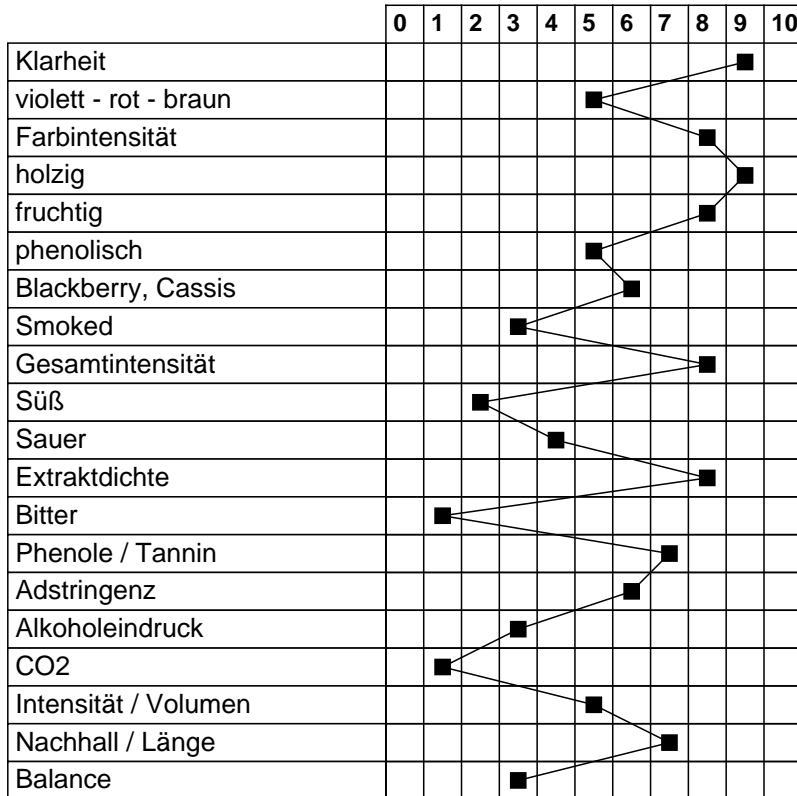 0 1 2 3 4 5 6 7 8 9 10
Klarheit
violett - rot - braun
Farbintensität
holzig
fruchtig
phenolisch
Blackberry, Cassis
Smoked
Gesamtintensität
Süß
Sauer
Extraktdichte
Bitter
Phenole / Tannin
Adstringenz
Alkoholeindruck
CO2
Intensität / Volumen
Nachhall / Länge
Balance